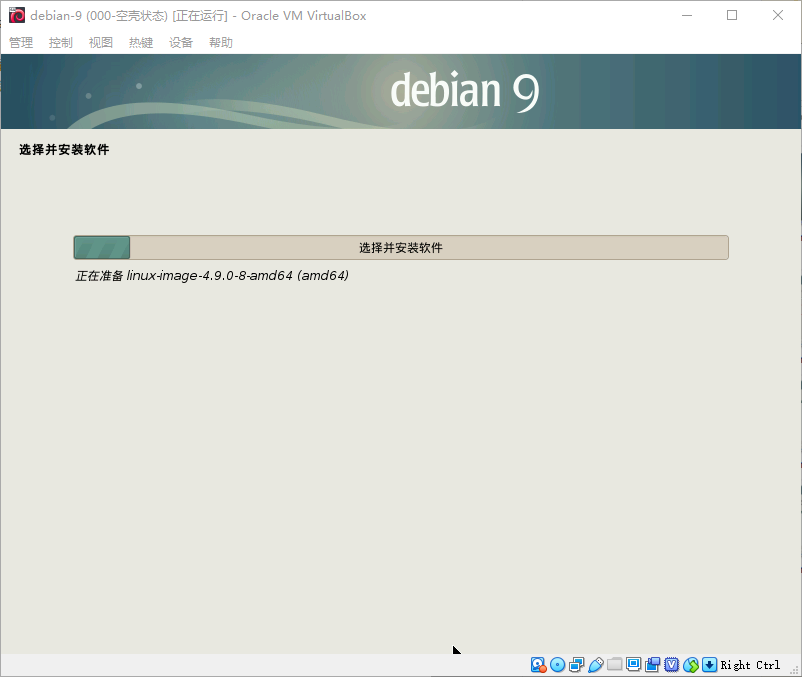 debian-9 (000-空壳状态) [正在运行] - Oracle VM VirtualBox
管理 控制 视图 热键 设备 帮助
debian 9
选择并安装软件
选择并安装软件
正在准备 linux-image-4.9.0-8-amd64 (amd64)
Right Ctrl